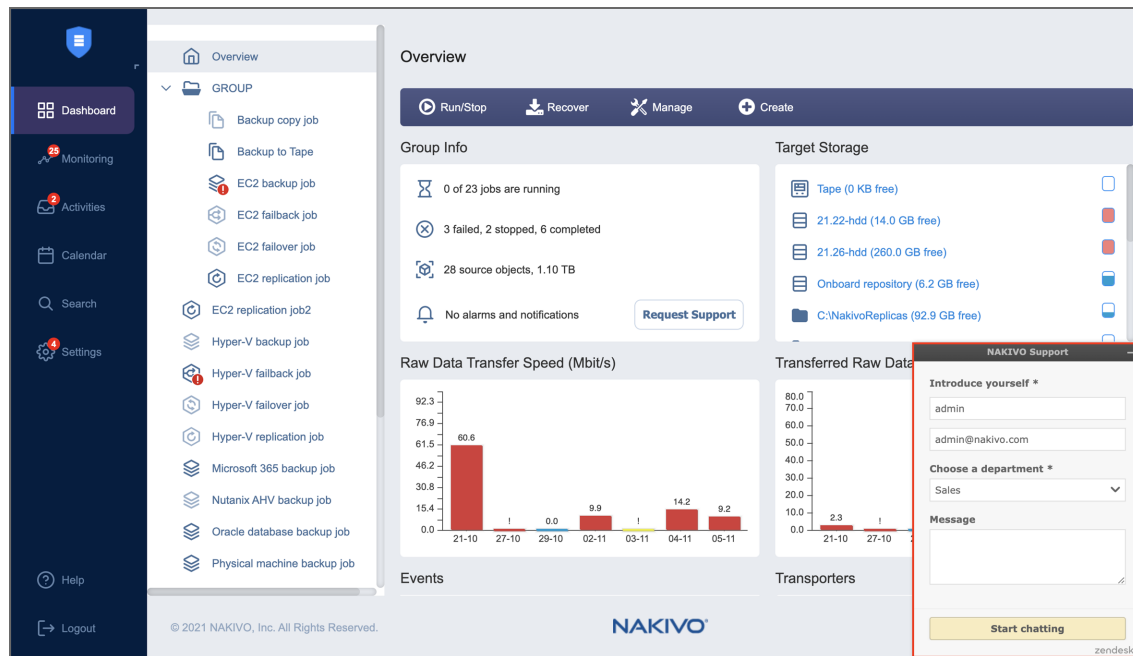 Dashboard
25
Monitoring
2
Activities
Calendar
Search
4
Settings
Help
Logout
Overview
GROUP
Backup copy job
Backup to Tape
EC2 backup job
EC2 failback job
EC2 failover job
EC2 replication job
EC2 replication job2
Hyper-V backup job
Hyper-V failback job
Hyper-V failover job
Hyper-V replication job
Microsoft 365 backup job
Nutanix AHV backup job
Oracle database backup job
Physical machine backup job
Overview
Run/Stop Recover Manage Create
Group Info
0 of 23 jobs are running
3 failed, 2 stopped, 6 completed
28 source objects, 1.10 TB
No alarms and notifications Request Support
Target Storage
Tape (0 KB free)
21.22-hdd (14.0 GB free)
21.26-hdd (260.0 GB free)
Onboard repository (6.2 GB free)
C:\NakivoReplicas (92.9 GB free)
Raw Data Transfer Speed (Mbit/s)
92.3
76.9
61.5
46.2
30.8
15.4
0.0
60.6 ! 0.0 9.9 ! 14.2 9.2
21-10 27-10 29-10 02-11 03-11 04-11 05-11
Transferred Raw Data
80.0
70.0
60.0
50.0
40.0
30.0
20.0
10.0
0.0
2.3 !
21-10 27-10
Events
Transporters
NAKIVO Support
Introduce yourself *
admin
admin@nakivo.com
Choose a department *
Sales
Message
Start chatting
zendesk
© 2021 NAKIVO, Inc. All Rights Reserved.
NAKIVO®